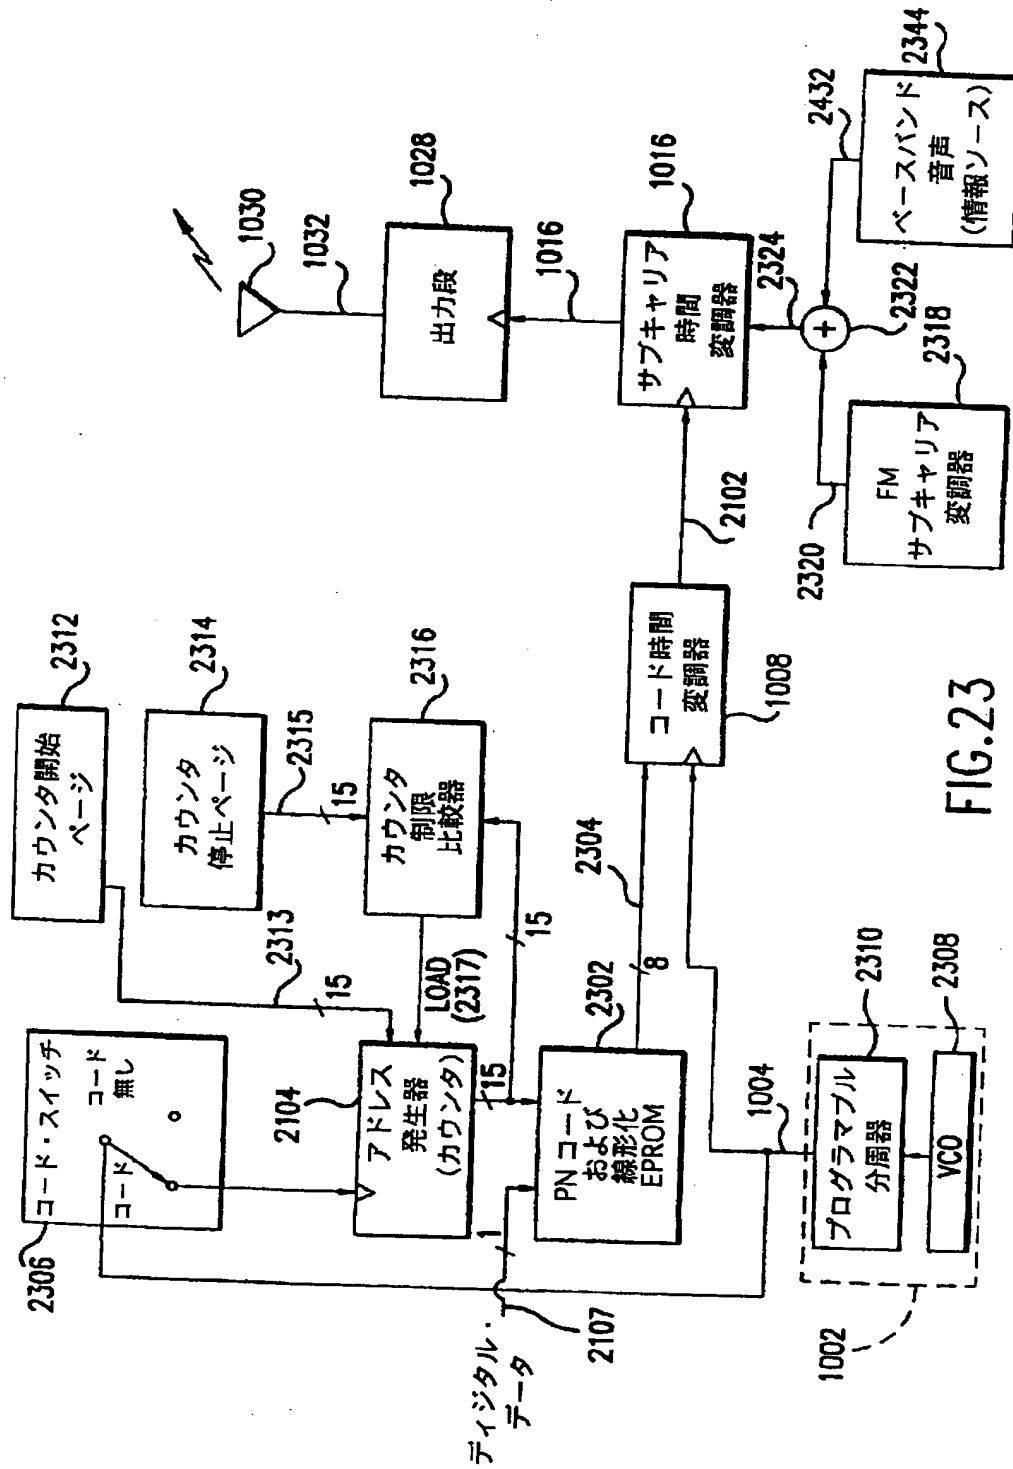 2306
コード・スイッチ
コード
コード
無し
カウンタ開始
ページ
2312
2313
15
カウンタ
停止ページ
2314
2315
15
2104
アドレス
発生器
(カウンタ)
LOAD
(2317)
カウンタ
制限
比較器
2316
15
15
ディジタル・
データ
2107
1
PN コード
および
線形化
EPROM
2302
2304
8
コード時間
変調器
1008
2102
1002
プログラマブル
分周器
2310
VCO
2308
1004
1030
1032
出力段
1028
1016
サブキャリア
時間
変調器
1016
2324
2322
+
2320
FM
サブキャリア
変調器
2318
2432
ベースバンド
音声
(情報ソース)
2344
FIG.23